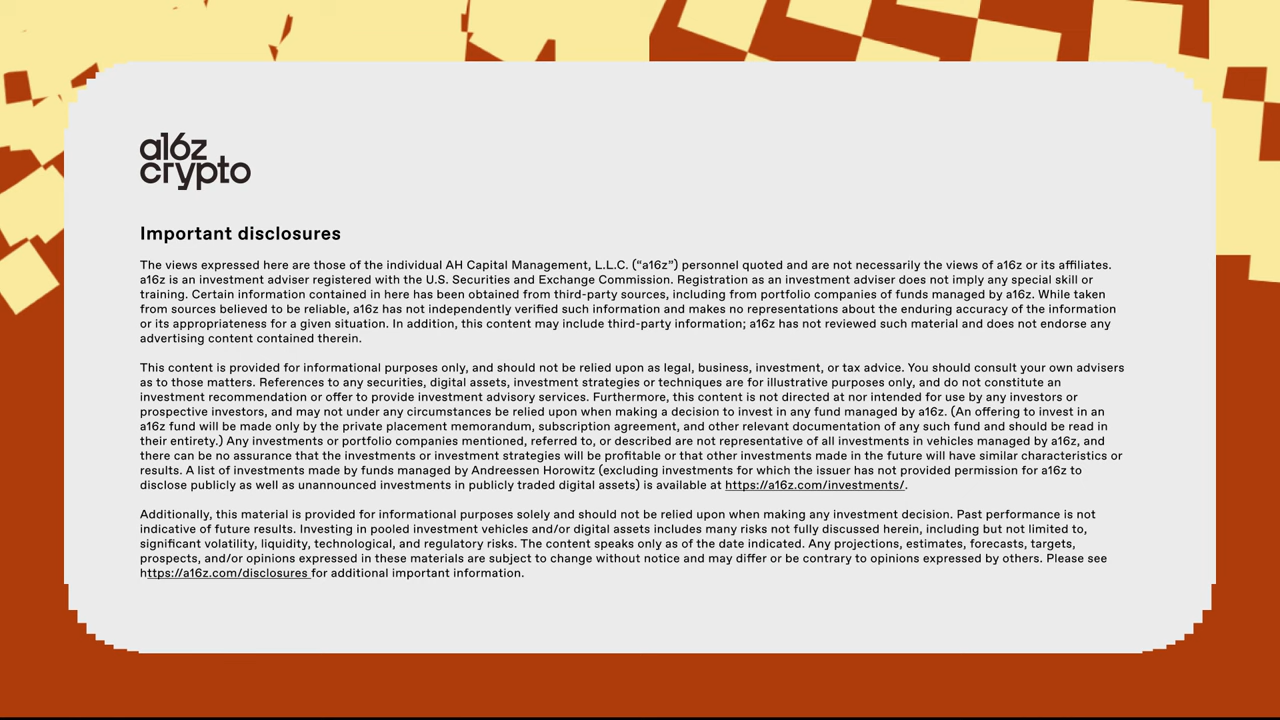 a16z
crypto
Important disclosures
The views expressed here are those of the individual AH Capital Management, L.L.C. (“a16z”) personnel quoted and are not necessarily the views of a16z or its affiliates.
a16z is an investment adviser registered with the U.S. Securities and Exchange Commission. Registration as an investment adviser does not imply any special skill or
training. Certain information contained in here has been obtained from third-party sources, including from portfolio companies of funds managed by a16z. While taken
from sources believed to be reliable, a16z has not independently verified such information and makes no representations about the enduring accuracy of the information
or its appropriateness for a given situation. In addition, this content may include third-party information; a16z has not reviewed such material and does not endorse any
advertising content contained therein.
This content is provided for informational purposes only, and should not be relied upon as legal, business, investment, or tax advice. You should consult your own advisers
as to those matters. References to any securities, digital assets, investment strategies or techniques are for illustrative purposes only, and do not constitute an
investment recommendation or offer to provide investment advisory services. Furthermore, this content is not directed at nor intended for use by any investors or
prospective investors, and may not under any circumstances be relied upon when making a decision to invest in any fund managed by a16z. (An offering to invest in an
a16z fund will be made only by the private placement memorandum, subscription agreement, and other relevant documentation of any such fund and should be read in
their entirety.) Any investments or portfolio companies mentioned, referred to, or described are not representative of all investments in vehicles managed by a16z, and
there can be no assurance that the investments or investment strategies will be profitable or that other investments made in the future will have similar characteristics or
results. A list of investments made by funds managed by Andreessen Horowitz (excluding investments for which the issuer has not provided permission for a16z to
disclose publicly as well as unannounced investments in publicly traded digital assets) is available at https://a16z.com/investments/.
Additionally, this material is provided for informational purposes solely and should not be relied upon when making any investment decision. Past performance is not
indicative of future results. Investing in pooled investment vehicles and/or digital assets includes many risks not fully discussed herein, including but not limited to,
significant volatility, liquidity, technological, and regulatory risks. The content speaks only as of the date indicated. Any projections, estimates, forecasts, targets,
prospects, and/or opinions expressed in these materials are subject to change without notice and may differ or be contrary to opinions expressed by others. Please see
https://a16z.com/disclosures for additional important information.